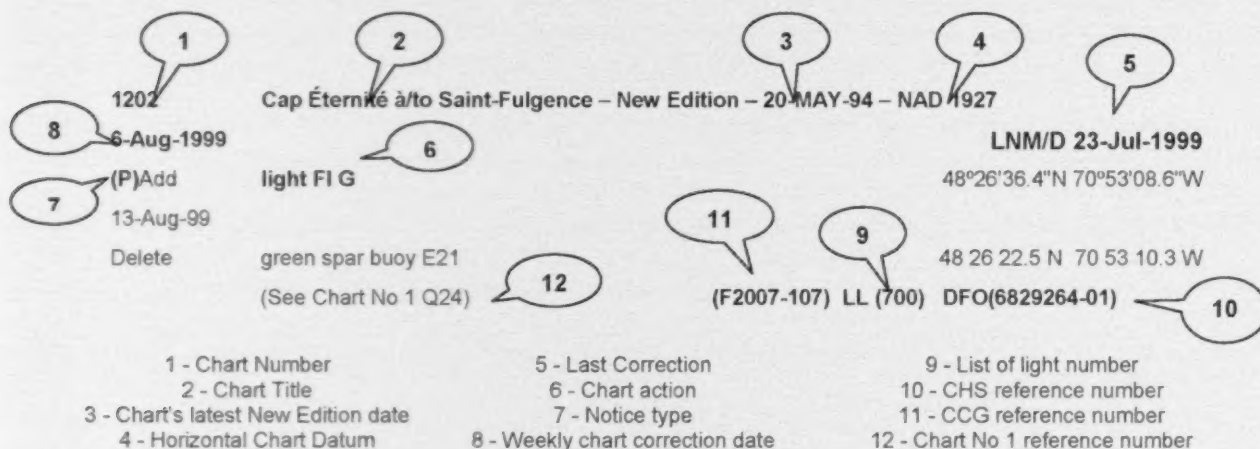 1 2 3 4 5
1202 Cap Éternité à/to Saint-Fulgence – New Edition – 20-MAY-94 – NAD 1927
8 6-Aug-1999 6 LNM/D 23-Jul-1999
7 (P)Add light Fl G 48º26'36.4"N 70º53'08.6"W
13-Aug-99 11 9
Delete green spar buoy E21 48 26 22.5 N 70 53 10.3 W
(See Chart No 1 Q24) 12 (F2007-107) LL (700) DFO(6829264-01) 10
1 - Chart Number 5 - Last Correction 9 - List of light number
2 - Chart Title 6 - Chart action 10 - CHS reference number
3 - Chart's latest New Edition date 7 - Notice type 11 - CCG reference number
4 - Horizontal Chart Datum 8 - Weekly chart correction date 12 - Chart No 1 reference number